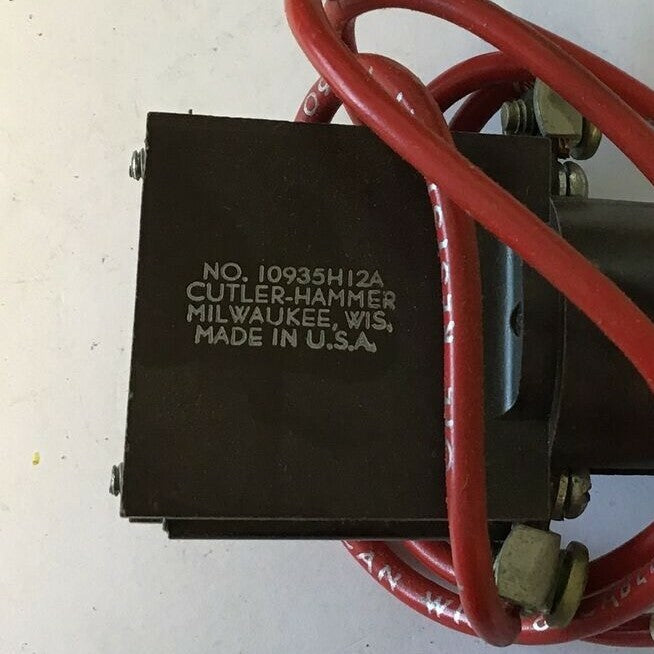 NO. 10935H12A
CUTLER-HAMMER
MILWAUKEE, WIS.
MADE IN U.S.A.